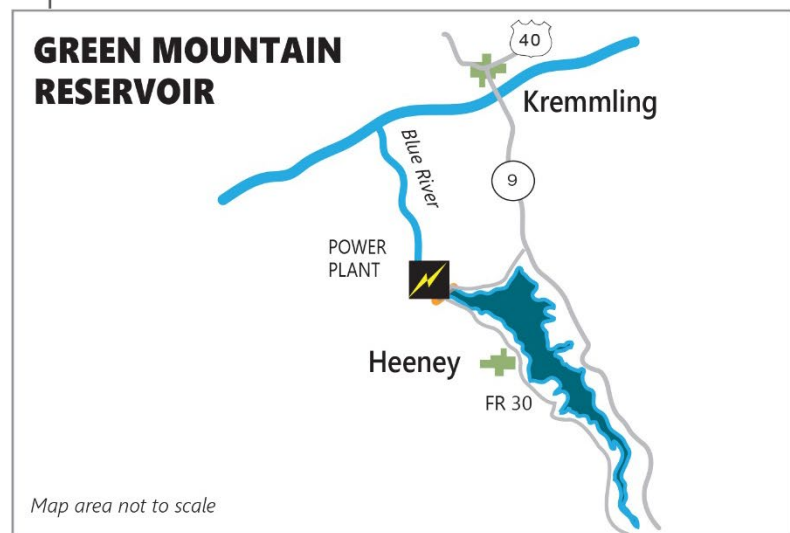 GREEN MOUNTAIN
RESERVOIR
40
Kremmling
Blue River
9
POWER
PLANT
Heeney
FR 30
Map area not to scale